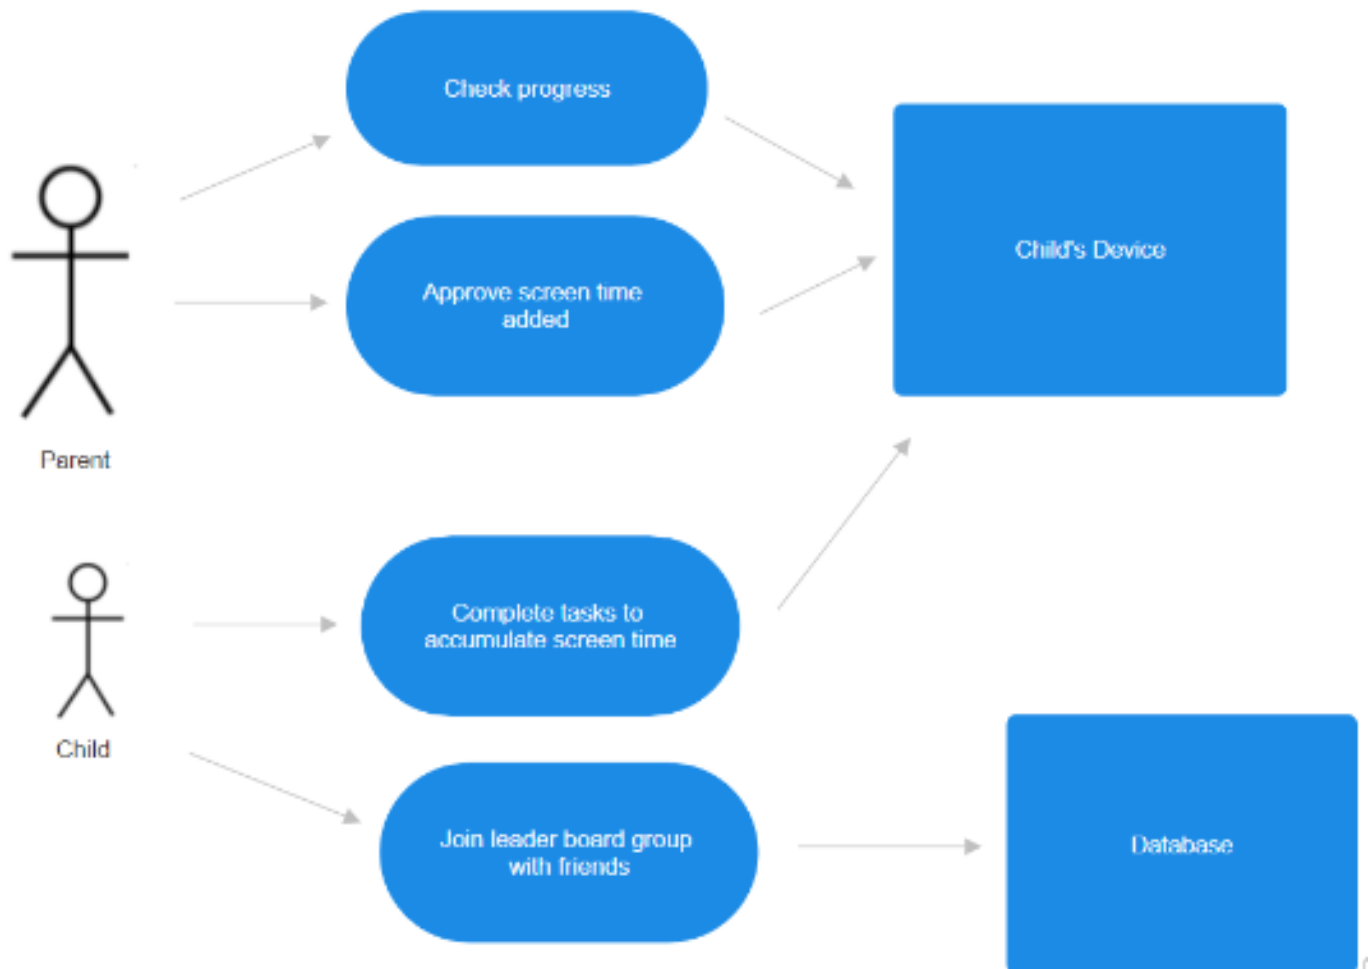 Check progress
Child's Device
Approve screen time
added
Parent
Complete tasks to
accumulate screen time
Child
Join leader board group
with friends
Database